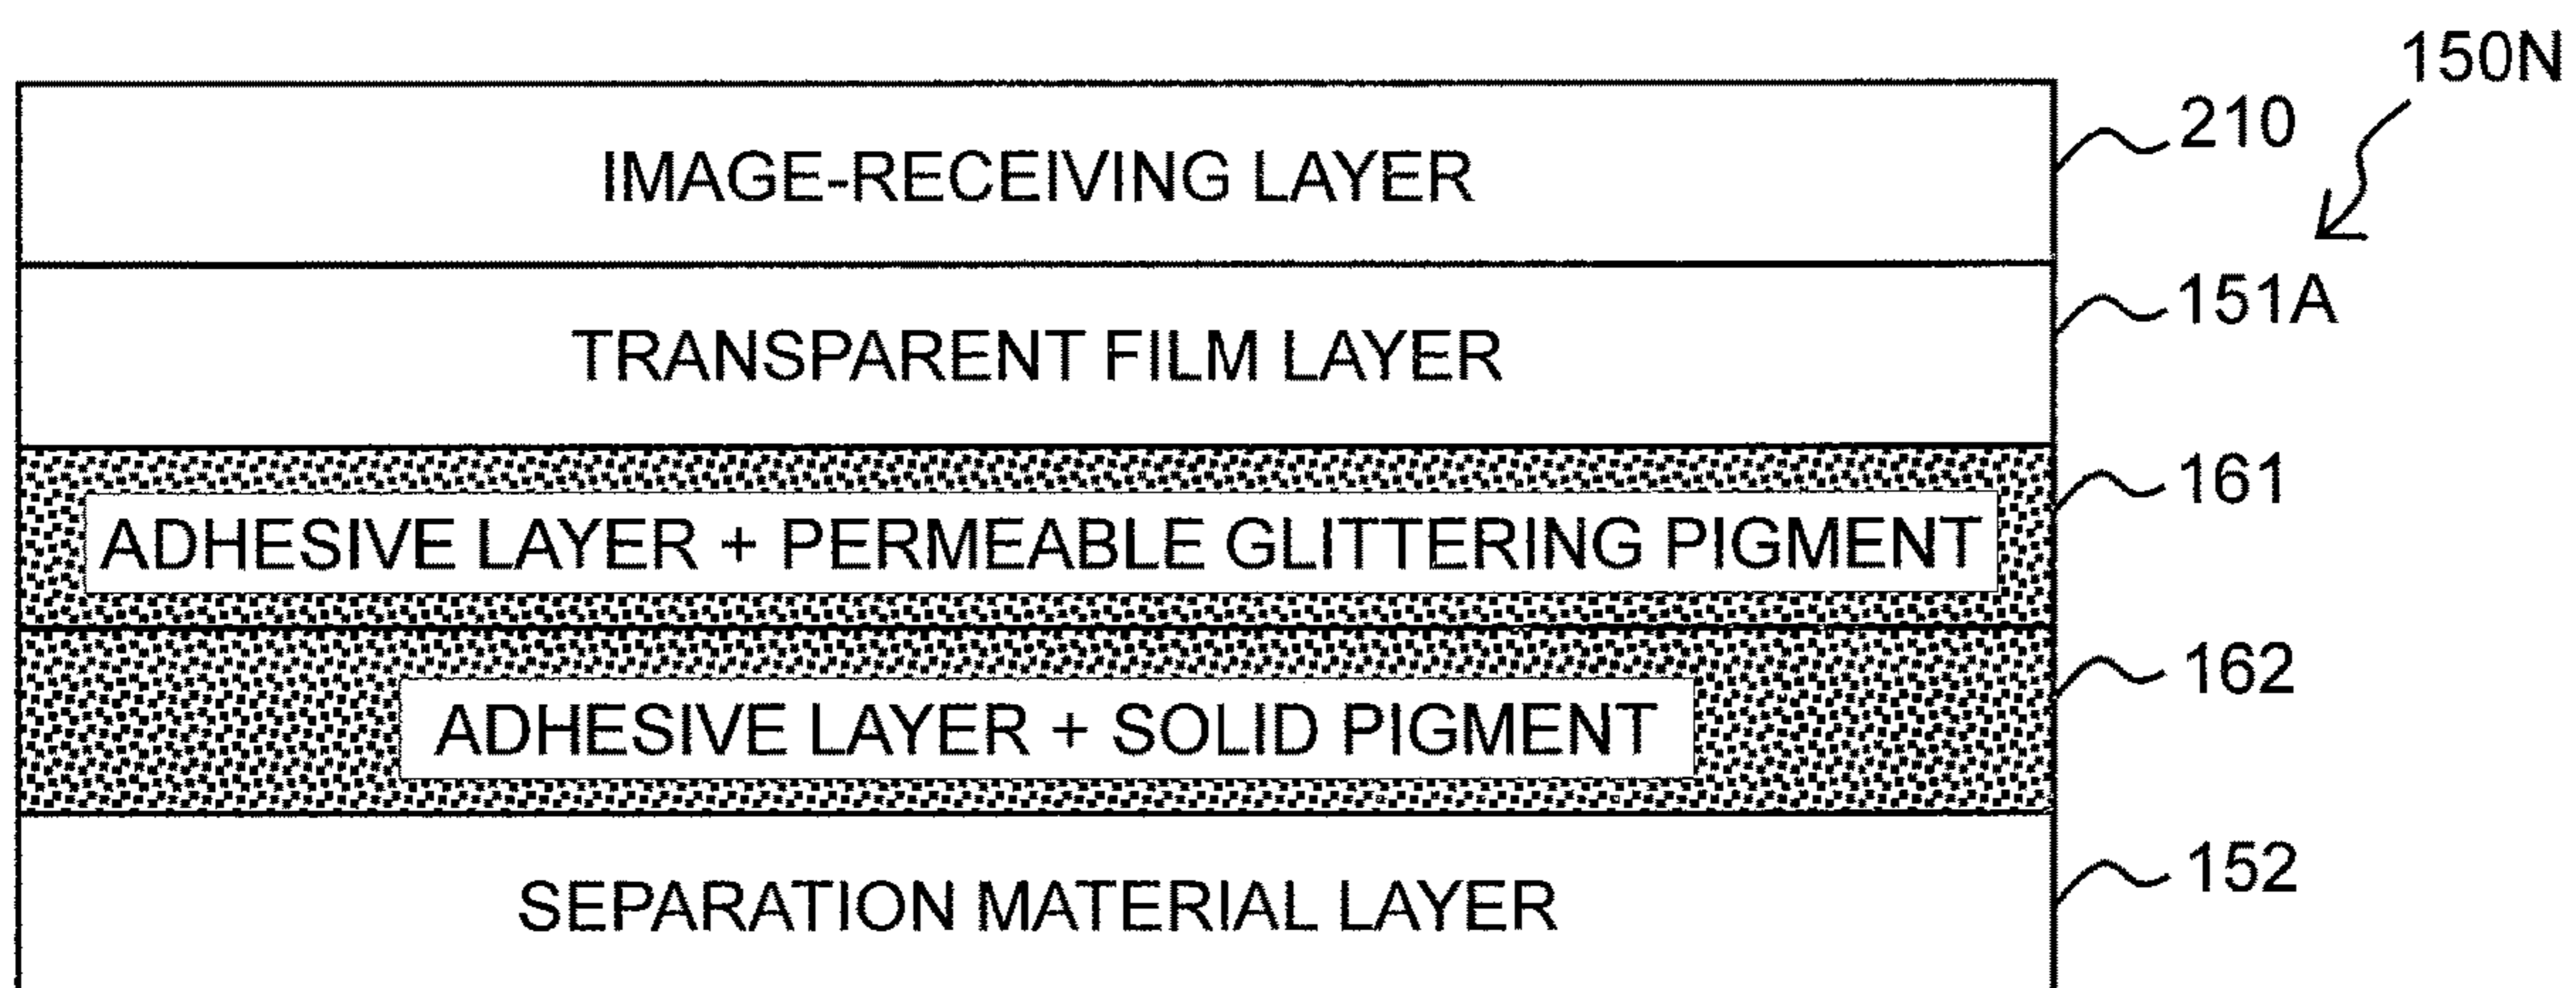 150N
IMAGE-RECEIVING LAYER 210
TRANSPARENT FILM LAYER 151A
ADHESIVE LAYER + PERMEABLE GLITTERING PIGMENT 161
ADHESIVE LAYER + SOLID PIGMENT 162
SEPARATION MATERIAL LAYER 152